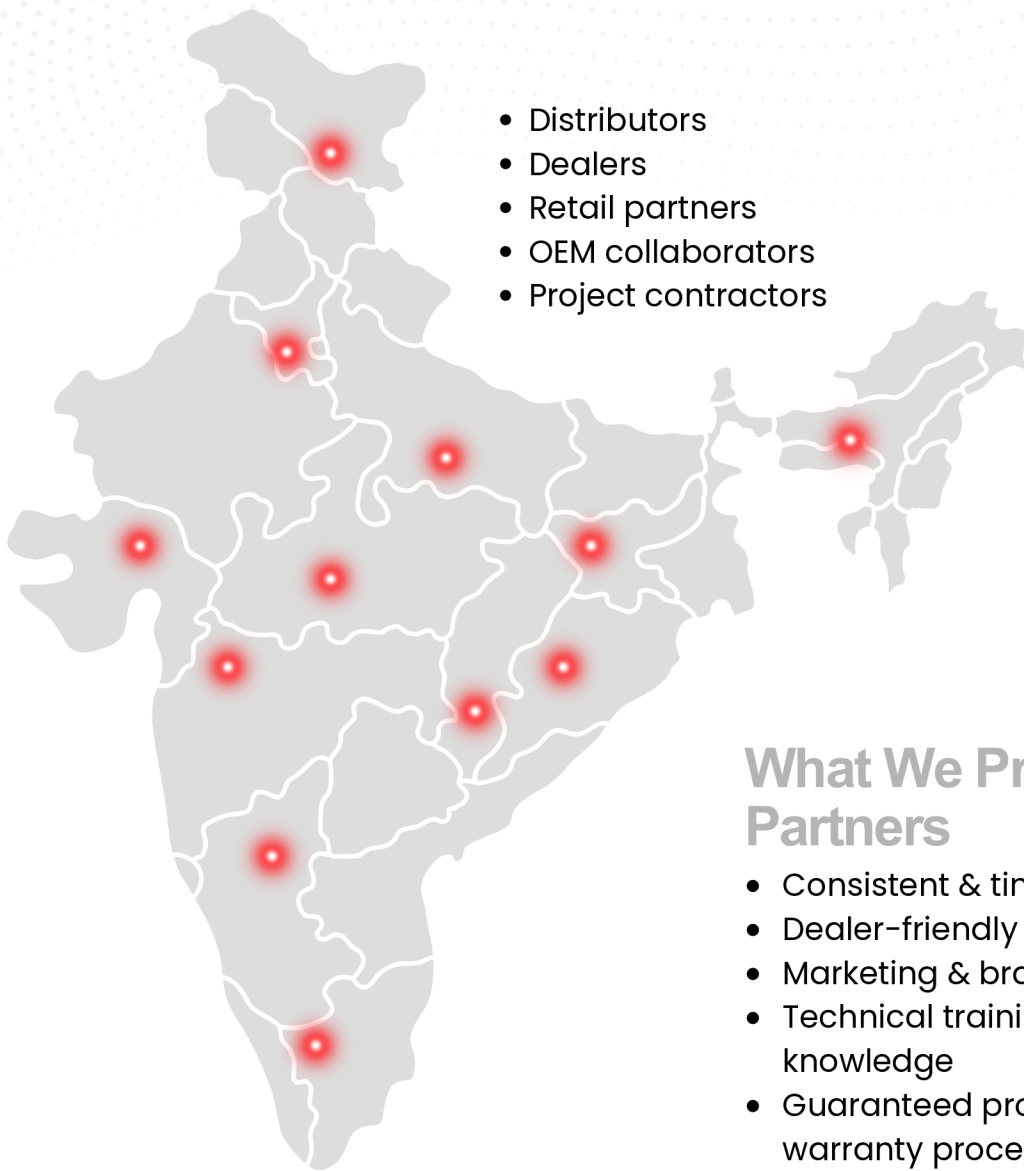 • Distributors
• Dealers
• Retail partners
• OEM collaborators
• Project contractors
What We Pr
Partners
• Consistent & ti
• Dealer-friendly
• Marketing & bra
• Technical traini
knowledge
• Guaranteed pro
warranty proce